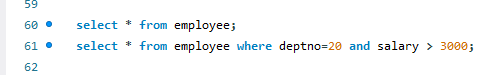 59
60 select * from employee;
61 select * from employee where deptno=20 and salary > 3000;
62